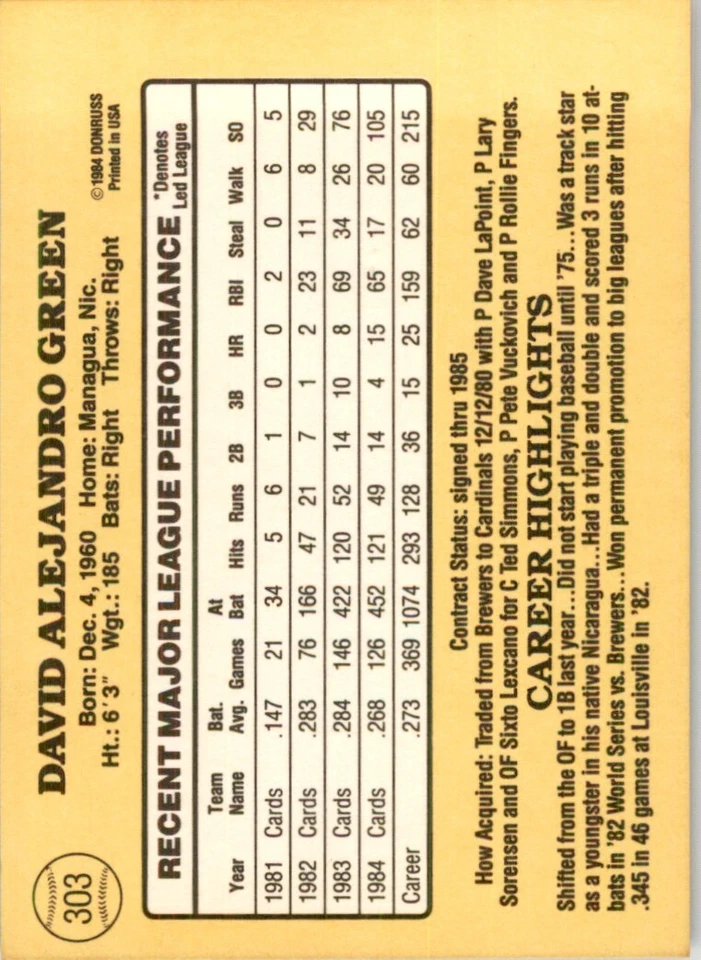 303
DAVID ALEJANDRO GREEN
Born: Dec. 4, 1960 Home: Managua, Nic.
Ht.: 6'3" Wgt.: 185 Bats: Right Throws: Right
©1984 DONRUSS
Printed in USA
RECENT MAJOR LEAGUE PERFORMANCE
*Denotes
Led League
Year Team Name Bat. Avg. Games At Bat Hits Runs 2B 3B HR RBI Steal Walk SO
1981 Cards .147 21 34 5 6 1 0 0 2 0 6 5
1982 Cards .283 76 166 47 21 7 1 2 23 11 8 29
1983 Cards .284 146 422 120 52 14 10 8 69 34 26 76
1984 Cards .268 126 452 121 49 14 4 15 65 17 20 105
Career .273 369 1074 293 128 36 15 25 159 62 60 215
Contract Status: signed thru 1985
How Acquired: Traded from Brewers to Cardinals 12/12/80 with P Dave LaPoint, P Lary
Sorensen and OF Sixto Lexcano for C Ted Simmons, P Pete Vuckovich and P Rollie Fingers.
CAREER HIGHLIGHTS
Shifted from the OF to 1B last year...Did not start playing baseball until '75...Was a track star
as a youngster in his native Nicaragua...Had a triple and double and scored 3 runs in 10 at-
bats in '82 World Series vs. Brewers...Won permanent promotion to big leagues after hitting
.345 in 46 games at Louisville in '82.